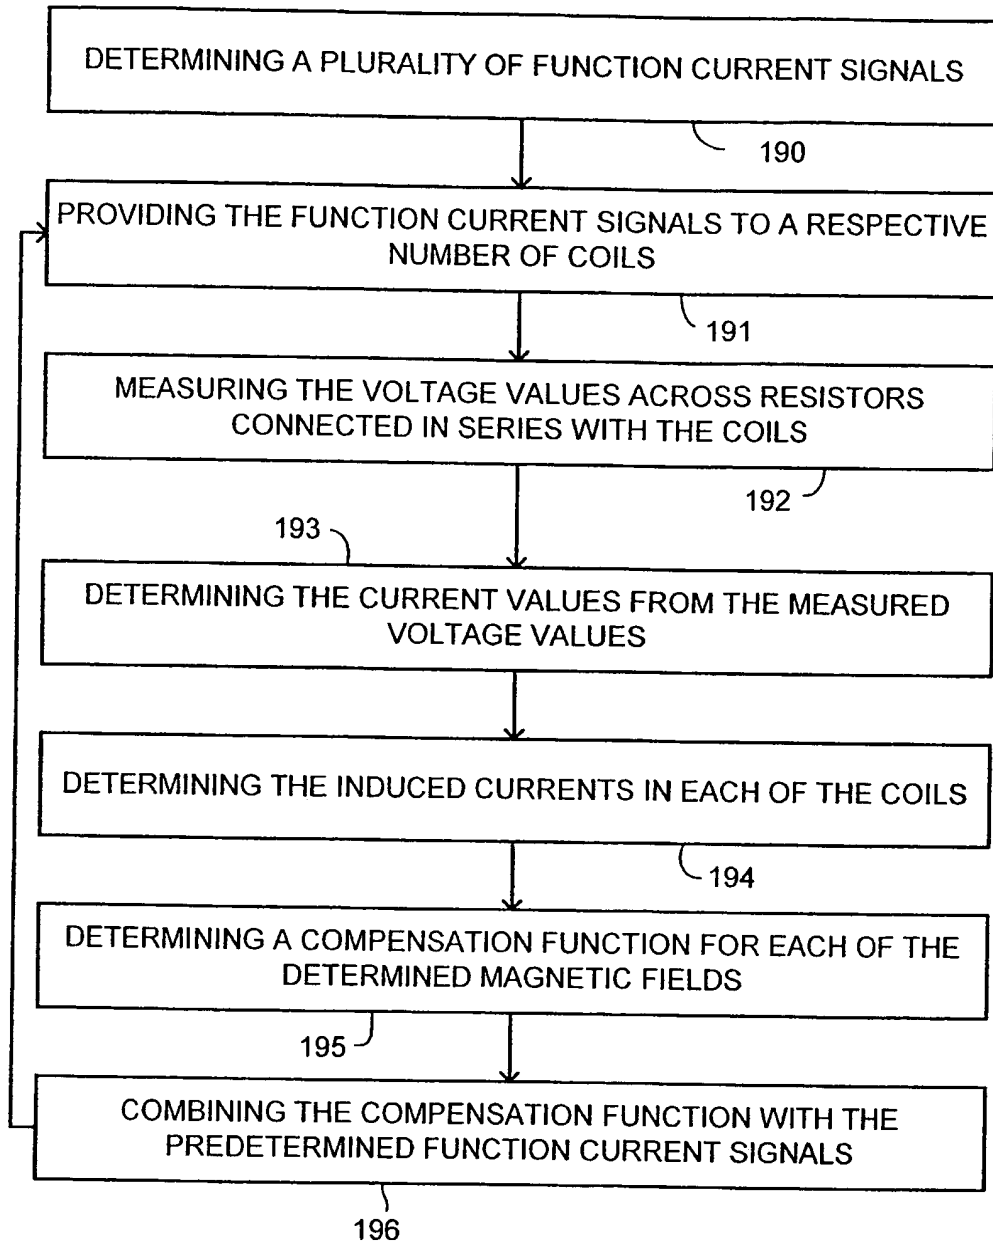 DETERMINING A PLURALITY OF FUNCTION CURRENT SIGNALS
190
PROVIDING THE FUNCTION CURRENT SIGNALS TO A RESPECTIVE
NUMBER OF COILS
191
MEASURING THE VOLTAGE VALUES ACROSS RESISTORS
CONNECTED IN SERIES WITH THE COILS
192
193
DETERMINING THE CURRENT VALUES FROM THE MEASURED
VOLTAGE VALUES
DETERMINING THE INDUCED CURRENTS IN EACH OF THE COILS
194
DETERMINING A COMPENSATION FUNCTION FOR EACH OF THE
DETERMINED MAGNETIC FIELDS
195
COMBINING THE COMPENSATION FUNCTION WITH THE
PREDETERMINED FUNCTION CURRENT SIGNALS
196